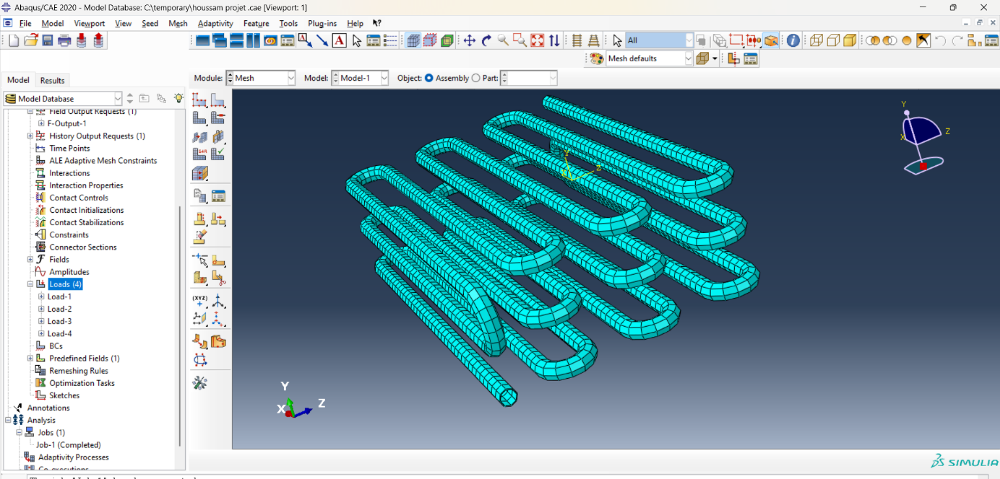 Abaqus/CAE 2020 - Model Database: C:\temporary\houssam projet .cae [Viewport: 1]
File Model Viewport View Seed Mesh Adaptivity Feature Tools Plug-ins Help
All
Mesh defaults
Model Results
Module: Mesh Model: Model-1 Object: Assembly Part:
Model Database
Field Output Requests (1)
F-Output-1
History Output Requests (1)
Time Points
ALE Adaptive Mesh Constraints
Interactions
Interaction Properties
Contact Controls
Contact Initializations
Contact Stabilizations
Constraints
Connector Sections
Fields
Amplitudes
Loads (4)
Load-1
Load-2
Load-3
Load-4
BCs
Predefined Fields (1)
Remeshing Rules
Optimization Tasks
Sketches
Annotations
Analysis
Jobs (1)
Job-1 (Completed)
Adaptivity Processes
Co-executions
(XYZ)
Y
Z
X
Y
Z
Y
X
Z
SIMULIA